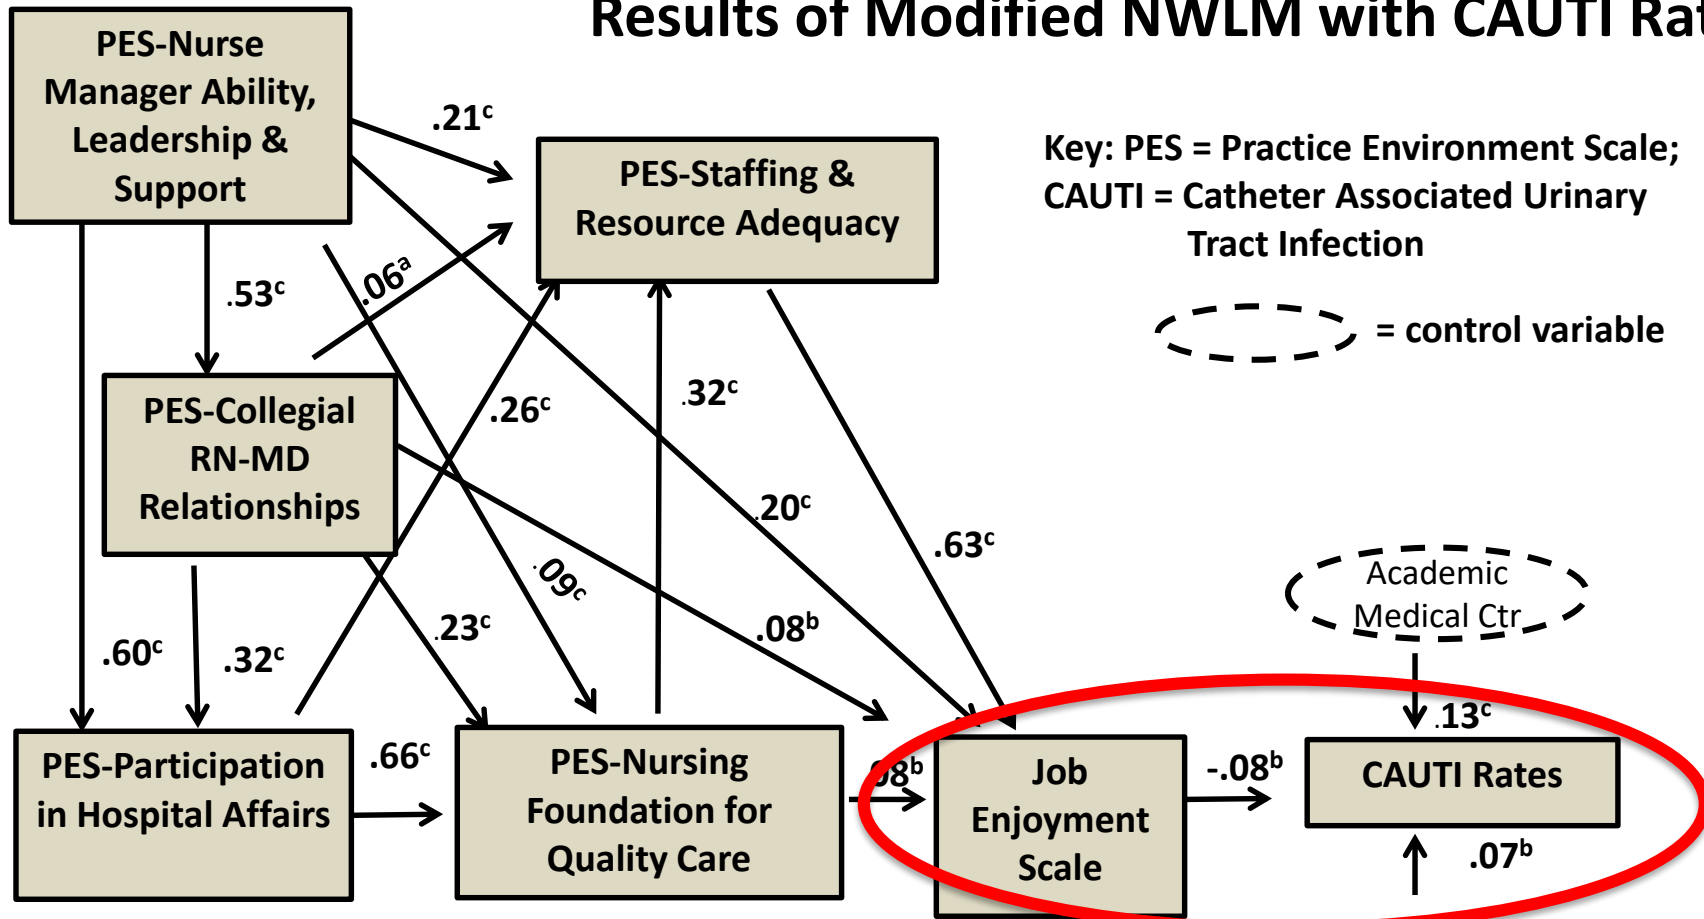 Results of Modified NWLM with CAUTI
PES-Nurse
Manager Ability,
Leadership &
Support
.21ᶜ
PES-Staffing &
Resource Adequacy
Key: PES = Practice Environment Scale;
CAUTI = Catheter Associated Urinary
Tract Infection
= control variable
.53ᶜ
.06ᵃ
PES-Collegial
RN-MD
Relationships
.26ᶜ
.32ᶜ
.20ᶜ
.63ᶜ
.09ᶜ
.08ᵇ
.23ᶜ
.60ᶜ
.32ᶜ
Academic
Medical Ctr
.13ᶜ
PES-Participation
in Hospital Affairs
.66ᶜ
PES-Nursing
Foundation for
Quality Care
08ᵇ
Job
Enjoyment
Scale
-.08ᵇ
CAUTI Rates
.07ᵇ